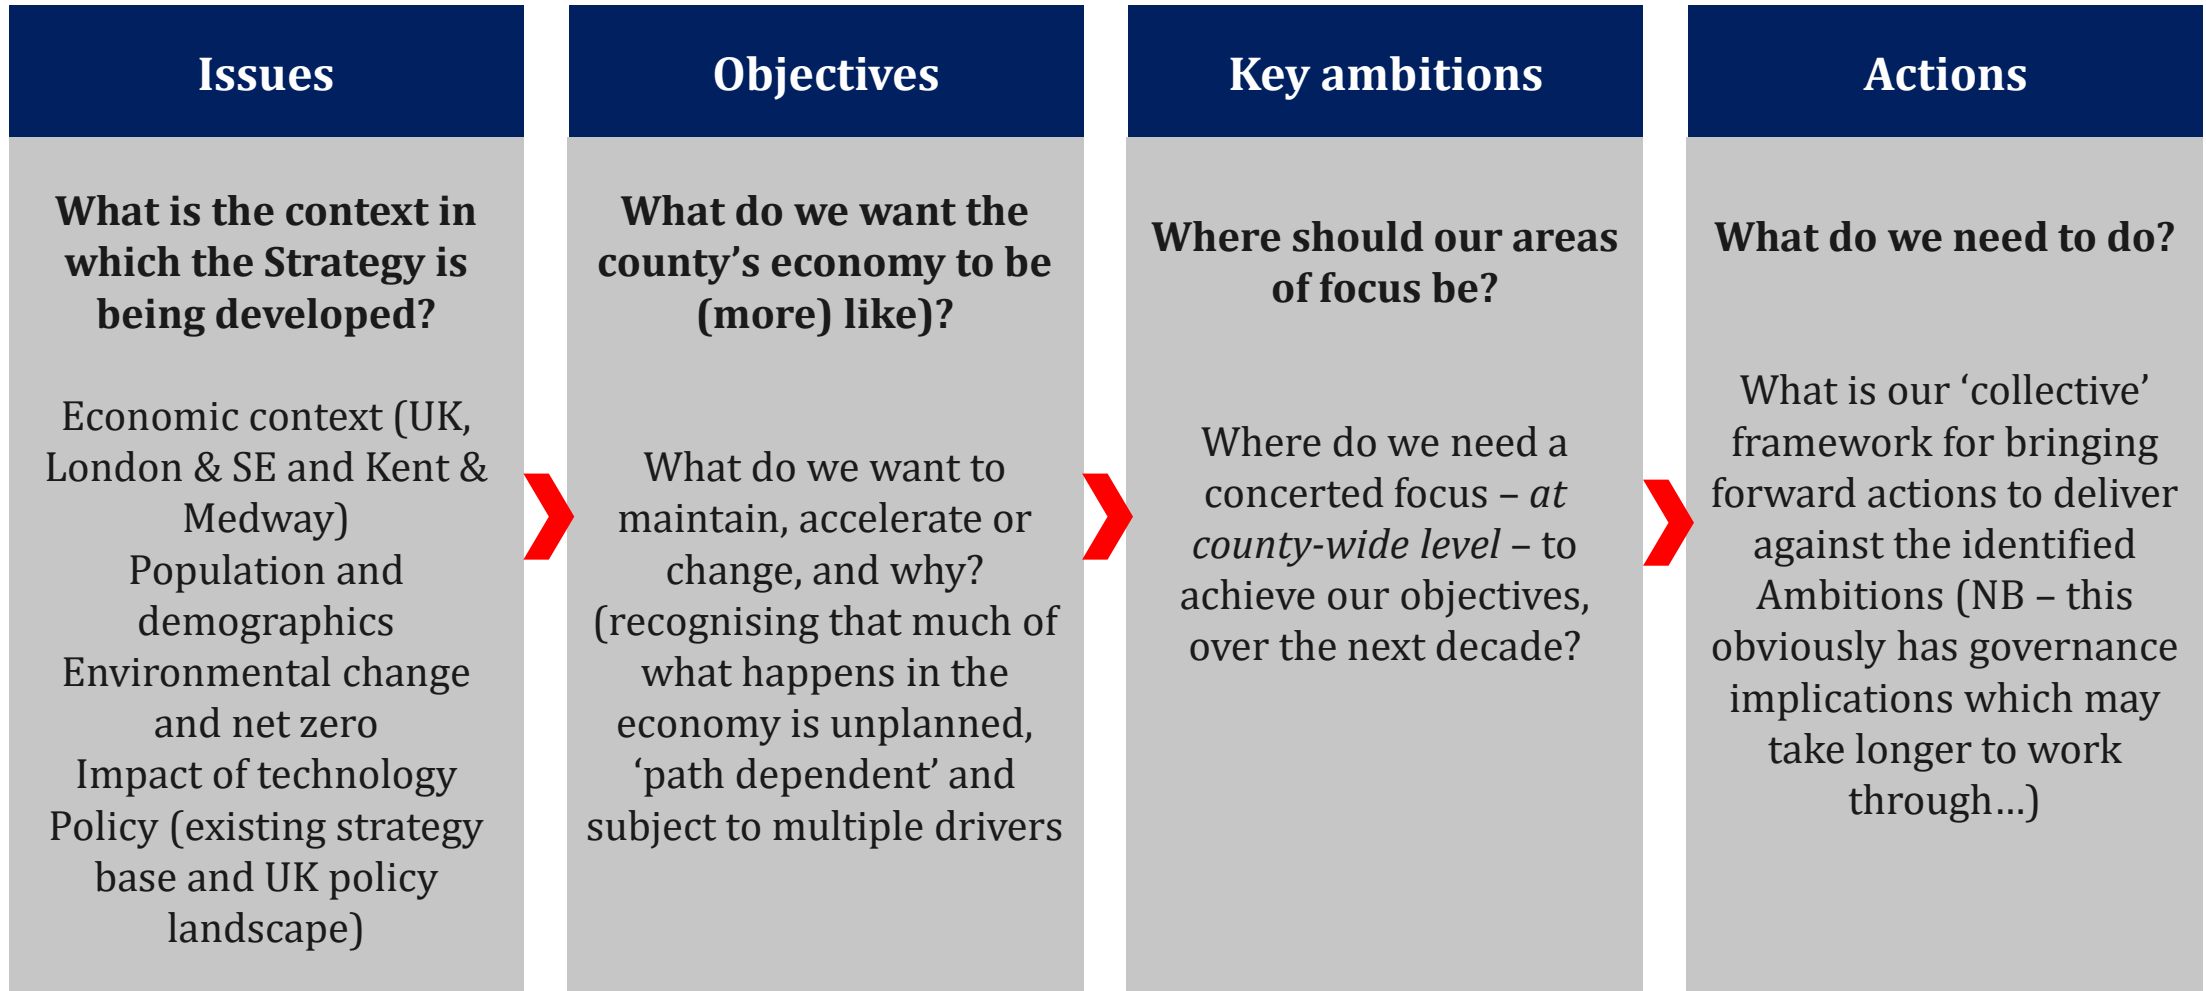 Issues
What is the context in
which the Strategy is
being developed?
Economic context (UK,
London & SE and Kent &
Medway)
Population and
demographics
Environmental change
and net zero
Impact of technology
Policy (existing strategy
base and UK policy
landscape)
Objectives
What do we want the
county’s economy to be
(more) like)?
What do we want to
maintain, accelerate or
change, and why?
(recognising that much of
what happens in the
economy is unplanned,
‘path dependent’ and
subject to multiple drivers
Key ambitions
Where should our areas
of focus be?
Where do we need a
concerted focus – at
county-wide level – to
achieve our objectives,
over the next decade?
Actions
What do we need to do?
What is our ‘collective’
framework for bringing
forward actions to deliver
against the identified
Ambitions (NB – this
obviously has governance
implications which may
take longer to work
through…)